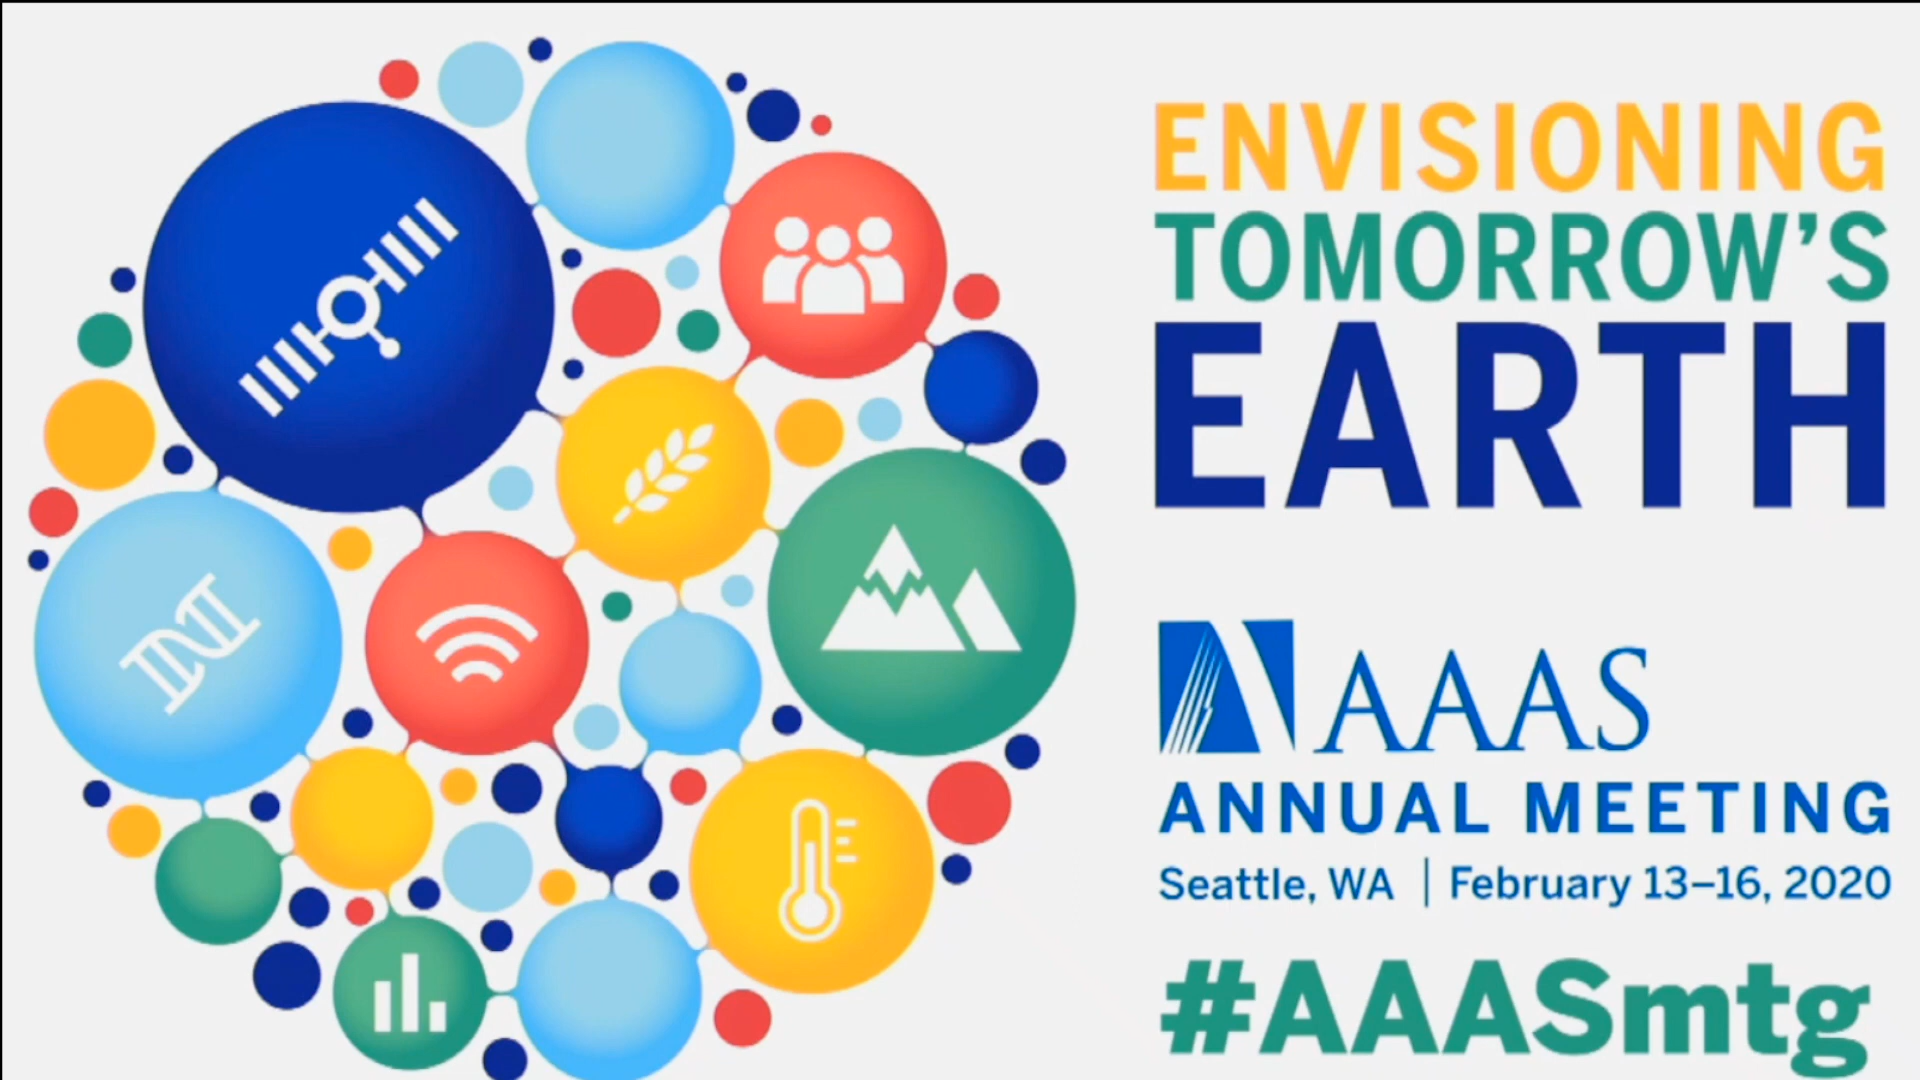 ENVISIONING
TOMORROW'S
EARTH
AAAS
ANNUAL MEETING
Seattle, WA | February 13–16, 2020
#AAASmtg